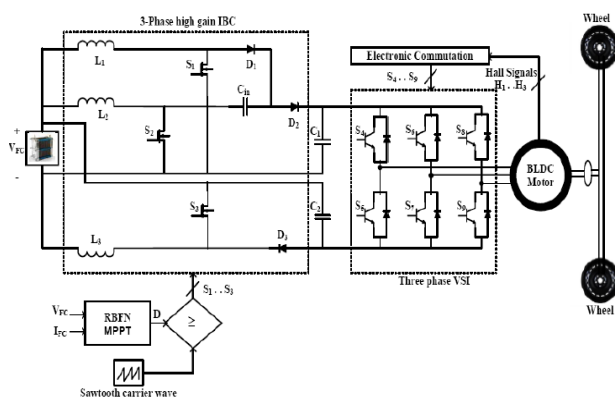 3-Phase high gain IBC
L1
S1
D1
L2
S2
C1a
D2
C1
+
VFC
-
S3
C2
L3
D3
Electronic Commutation
S4 . . S9
Hall Signals
H1 . . H3
S4
S8
S6
S7
S9
BLDC
Motor
Three phase VSI
Wheel
Wheel
S1 . . S3
VFC
IFC
RBFN
MPPT
D
≥
Sawtooth carrier wave